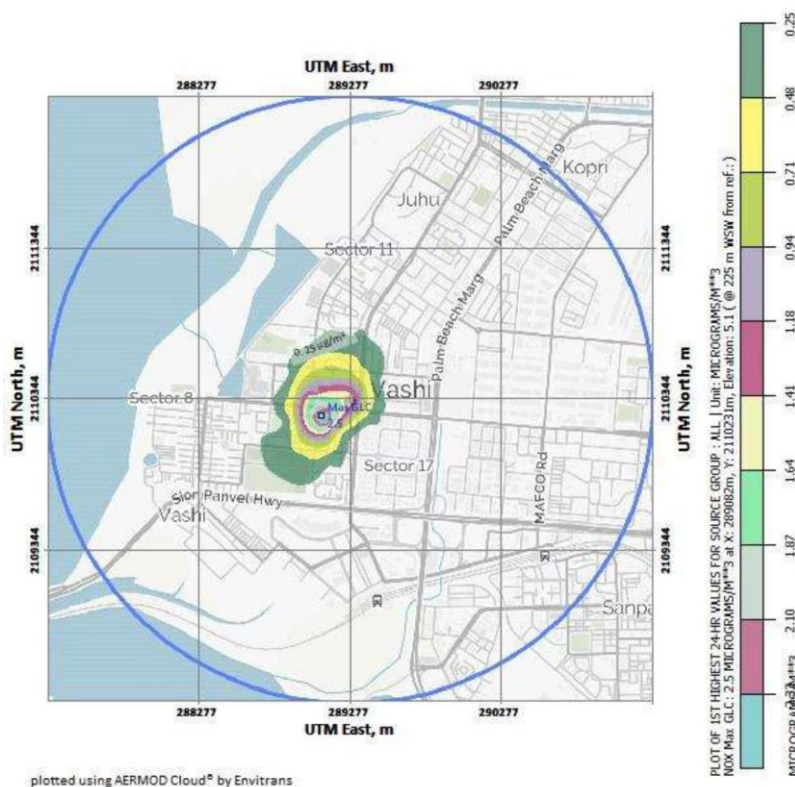 UTM East, m
288277 289277 290277
Kopri
Juhu
Palm Beach Marg
Sector 11
2111344 2111344
Palm Beach Marg
0.25 µg/m³
UTM North, m
2110344 2110344
Sector 8
Vashi
Max GLC
2.5
Sector 17
UTM North, m
Sion Panvel Hwy
Vashi
MAFCO Rd
2109344 2109344
Sanpa
288277 289277 290277
UTM East, m
PLOT OF 1ST HIGHEST 24-HR VALUES FOR SOURCE GROUP : ALL | Unit: MICROGRAMS/M**3
NOX Max GLC: 2.5 MICROGRAMS/M**3 at X: 289082m, Y: 2110231m, Elevation: 5.1 ( @ 225 m WSW from ref.: )
0.25
0.48
0.71
0.94
1.18
1.41
1.64
1.87
2.10
plotted using AERMOD Cloud® by Envitrans